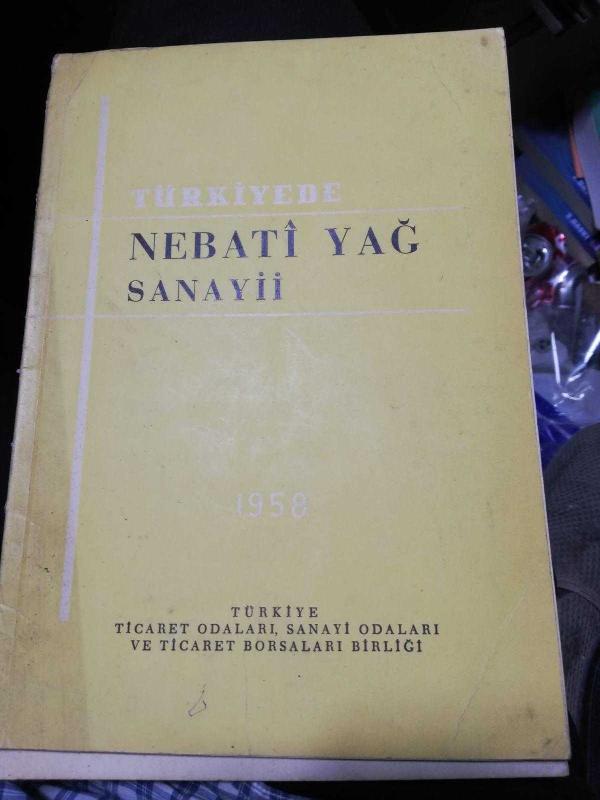 TÜRKİYEDE
NEBATÎ YAĞ
SANAYİİ
1958
TÜRKİYE
TİCARET ODALARI, SANAYİ ODALARI
VE TİCARET BORSALARI BİRLİĞİ